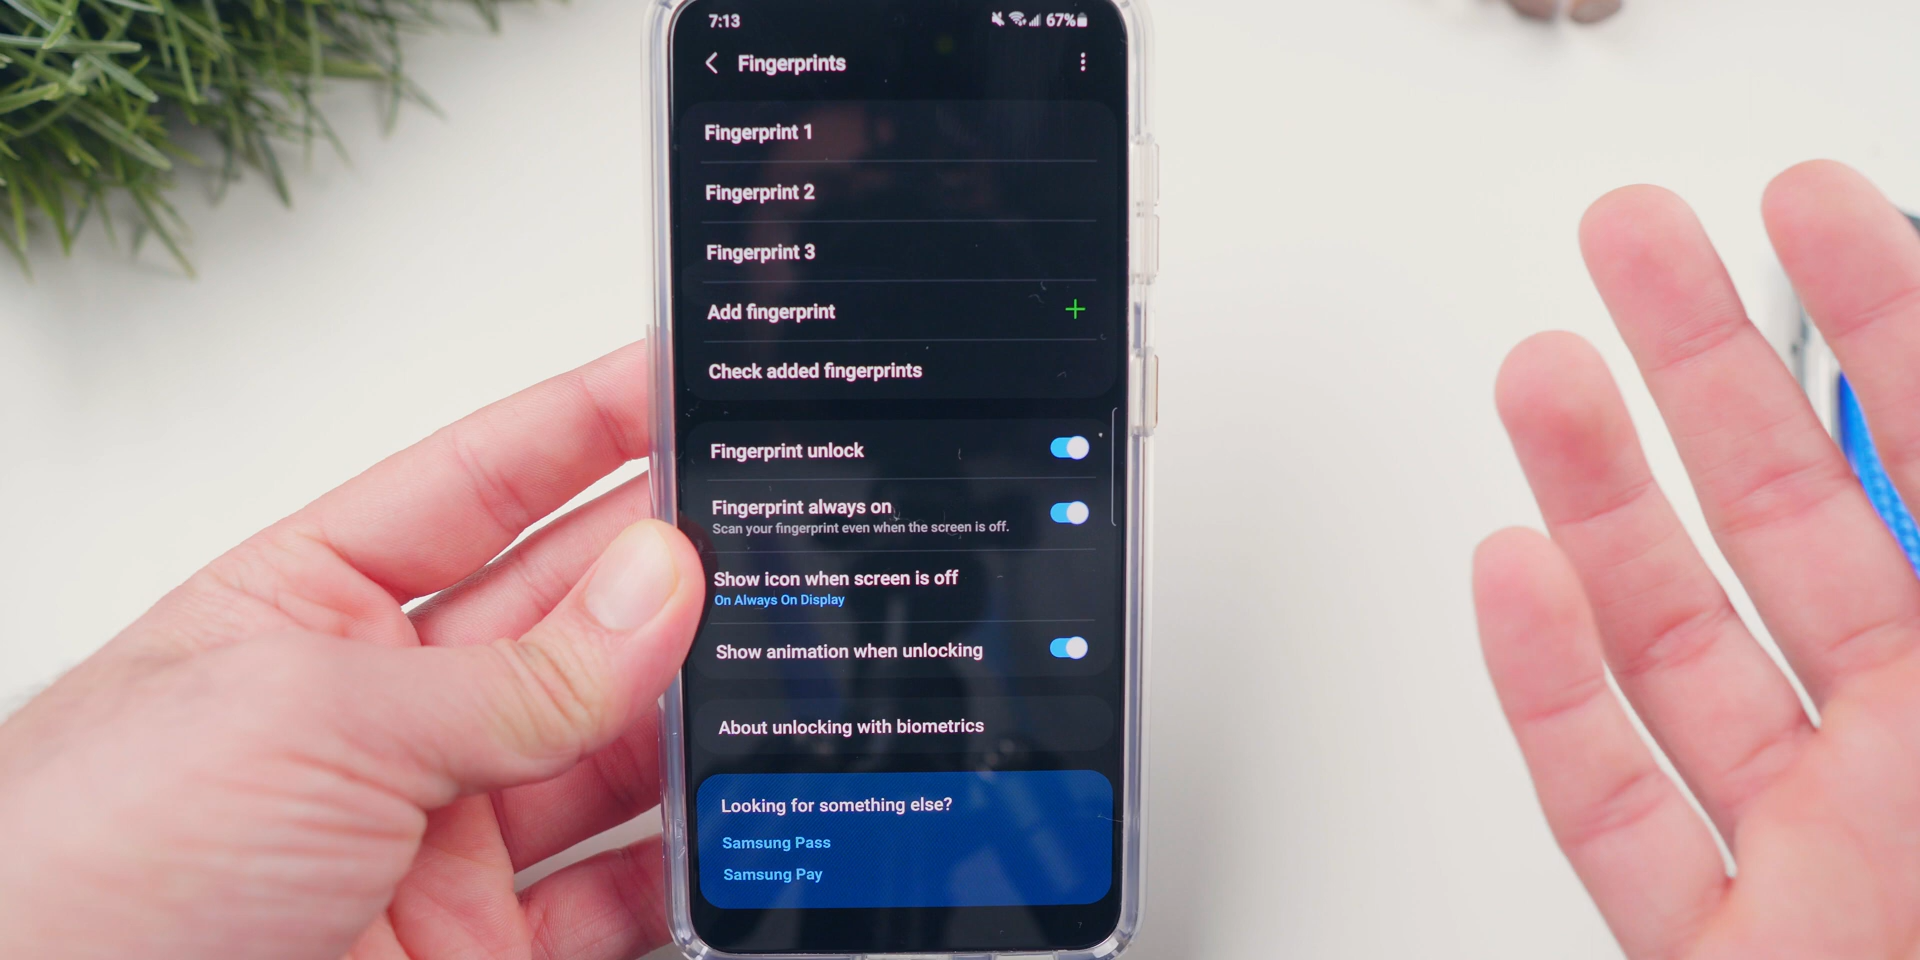 7:13
67%
Fingerprints
Fingerprint 1
Fingerprint 2
Fingerprint 3
Add fingerprint
Check added fingerprints
Fingerprint unlock
Fingerprint always on
Scan your fingerprint even when the screen is off.
Show icon when screen is off
On Always On Display
Show animation when unlocking
About unlocking with biometrics
Looking for something else?
Samsung Pass
Samsung Pay